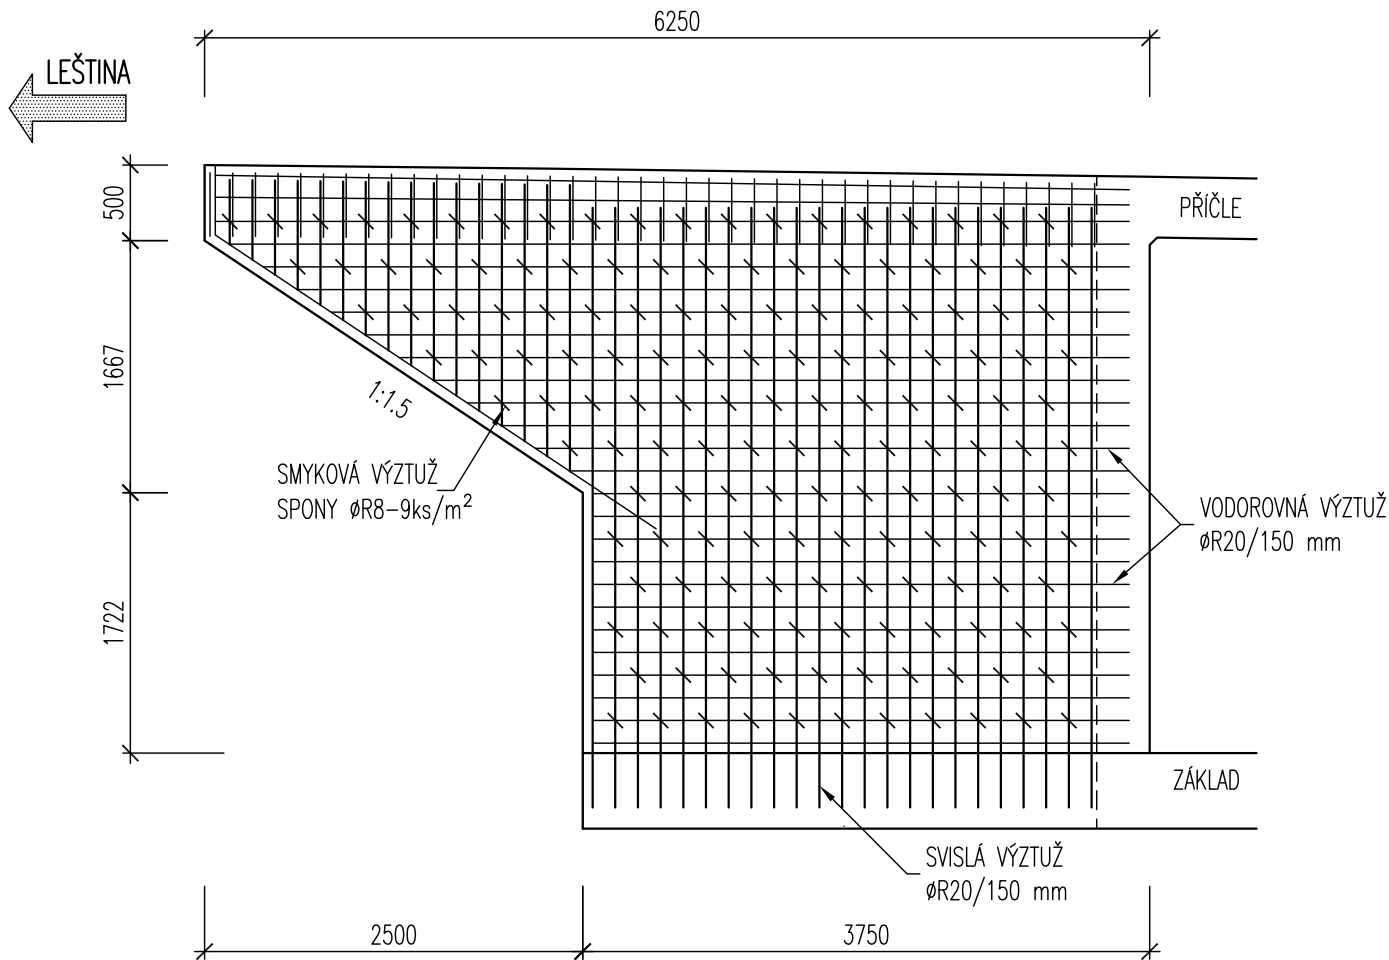 6250
LEŠTINA
500
PŘÍČLE
1667
1:1.5
SMYKOVÁ VÝZTUŽ
SPONY øR8-9ks/m²
VODOROVNÁ VÝZTUŽ
øR20/150 mm
1722
ZÁKLAD
SVISLÁ VÝZTUŽ
øR20/150 mm
2500
3750